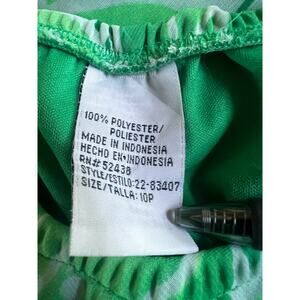 100% POLYESTER/
POLIESTER
MADE IN INDONESIA
HECHO EN•INDONESIA
RN# 52438
STYLE/ESTILO:22-83407
SIZE/TALLA: 10P